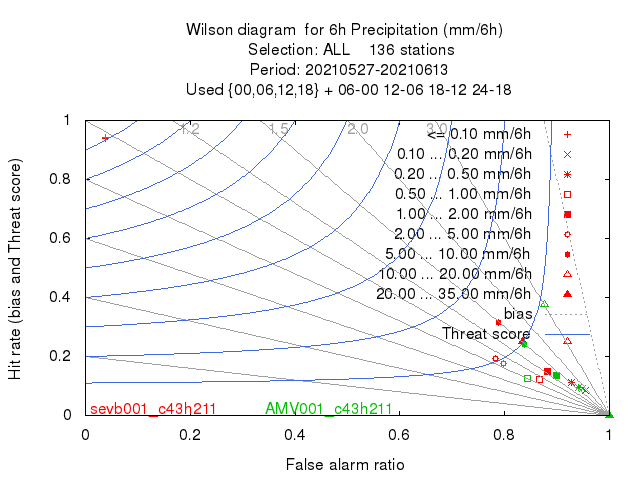 Wilson diagram  for 6h Precipitation (mm/6h)
Selection: ALL    136 stations
Period: 20210527-20210613
Used {00,06,12,18} + 06-00 12-06 18-12 24-18
1.2 1.5 2.0 3.0
<= 0.10 mm/6h
0.10 ... 0.20 mm/6h
0.20 ... 0.50 mm/6h
0.50 ... 1.00 mm/6h
1.00 ... 2.00 mm/6h
2.00 ... 5.00 mm/6h
5.00 ... 10.00 mm/6h
10.00 ... 20.00 mm/6h
20.00 ... 35.00 mm/6h
bias
Threat score
Hit rate (bias and Threat score)
1
0.8
0.6
0.4
0.2
0
sevb001_c43h211 AMV001_c43h211
0 0.2 0.4 0.6 0.8 1
False alarm ratio